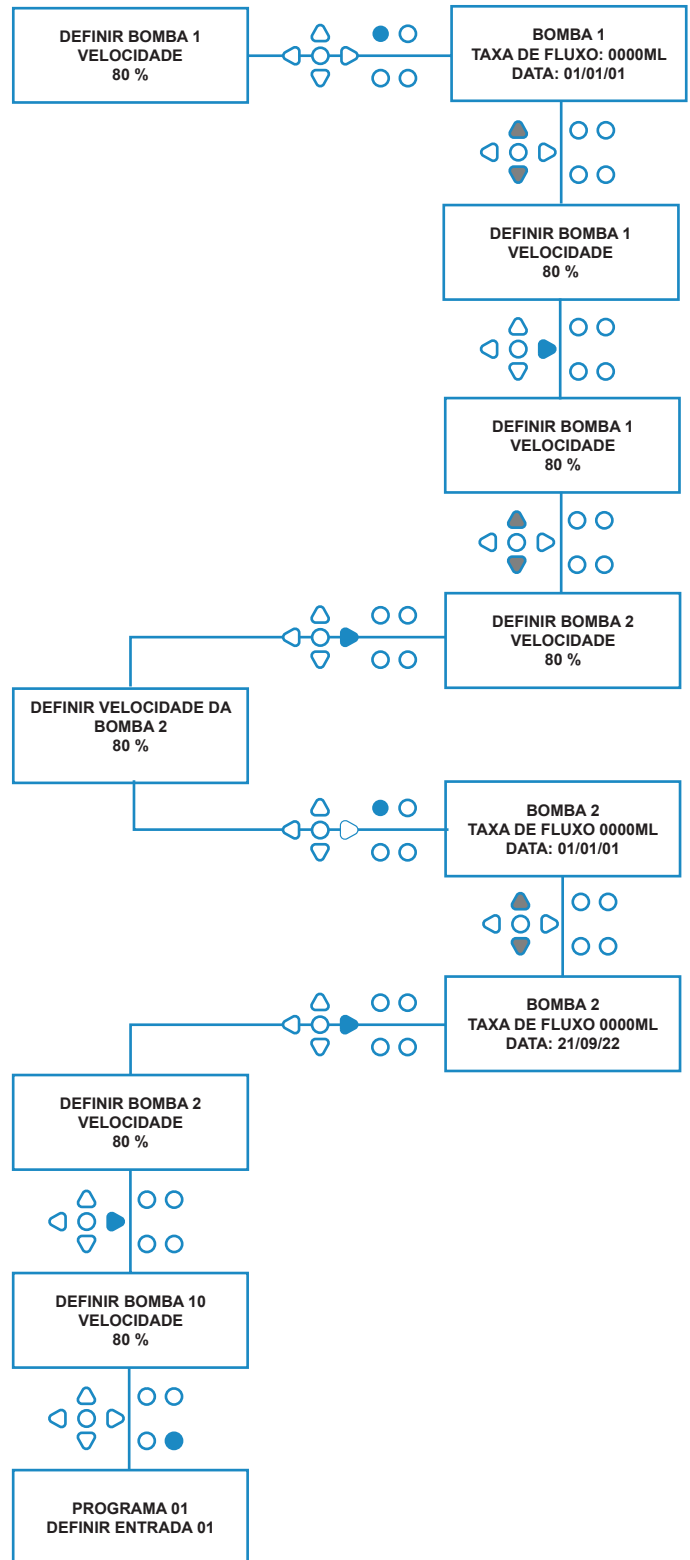 DEFINIR BOMBA 1
VELOCIDADE
80 %
BOMBA 1
TAXA DE FLUXO: 0000ML
DATA: 01/01/01
DEFINIR BOMBA 1
VELOCIDADE
80 %
DEFINIR BOMBA 1
VELOCIDADE
80 %
DEFINIR BOMBA 2
VELOCIDADE
80 %
DEFINIR VELOCIDADE DA
BOMBA 2
80 %
BOMBA 2
TAXA DE FLUXO 0000ML
DATA: 01/01/01
BOMBA 2
TAXA DE FLUXO 0000ML
DATA: 21/09/22
DEFINIR BOMBA 2
VELOCIDADE
80 %
DEFINIR BOMBA 10
VELOCIDADE
80 %
PROGRAMA 01
DEFINIR ENTRADA 01